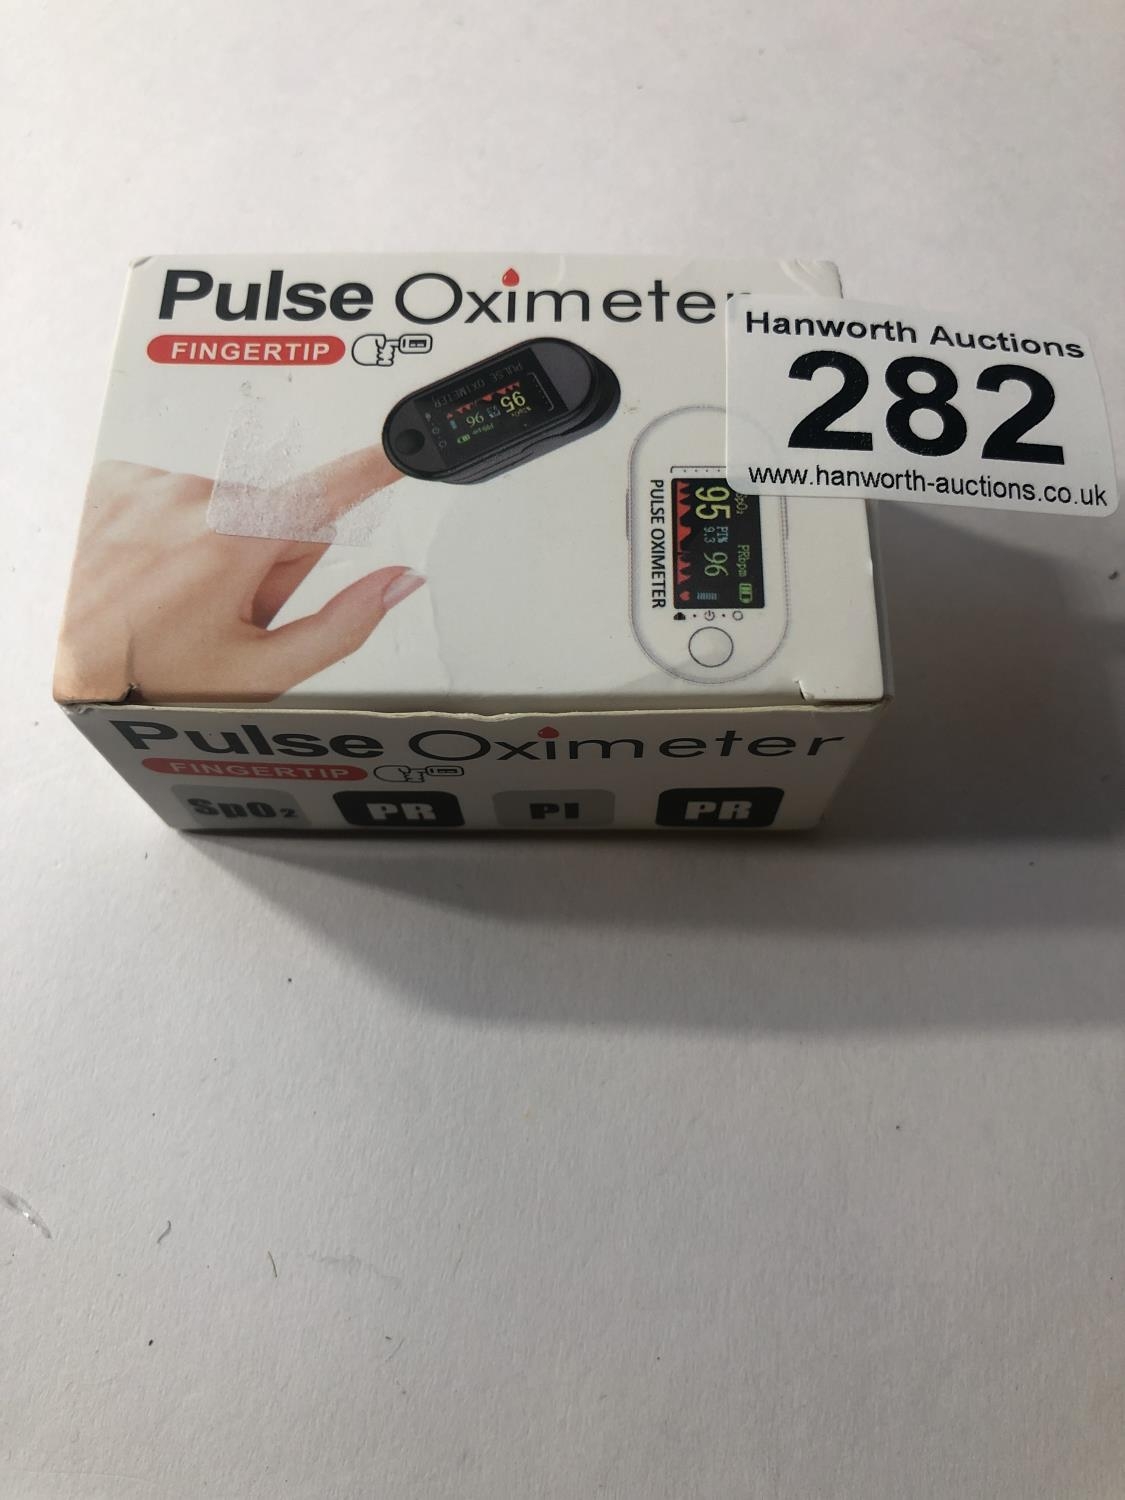 Pulse Oximeter
FINGERTIP
Hanworth Auctions
282
www.hanworth-auctions.co.uk
PULSE OXIMETER
95
96
PRbpm
PI%
9.3
95
96
PULSE OXIMETER
Pulse Oximeter
FINGERTIP
SpO₂ PR PI PR